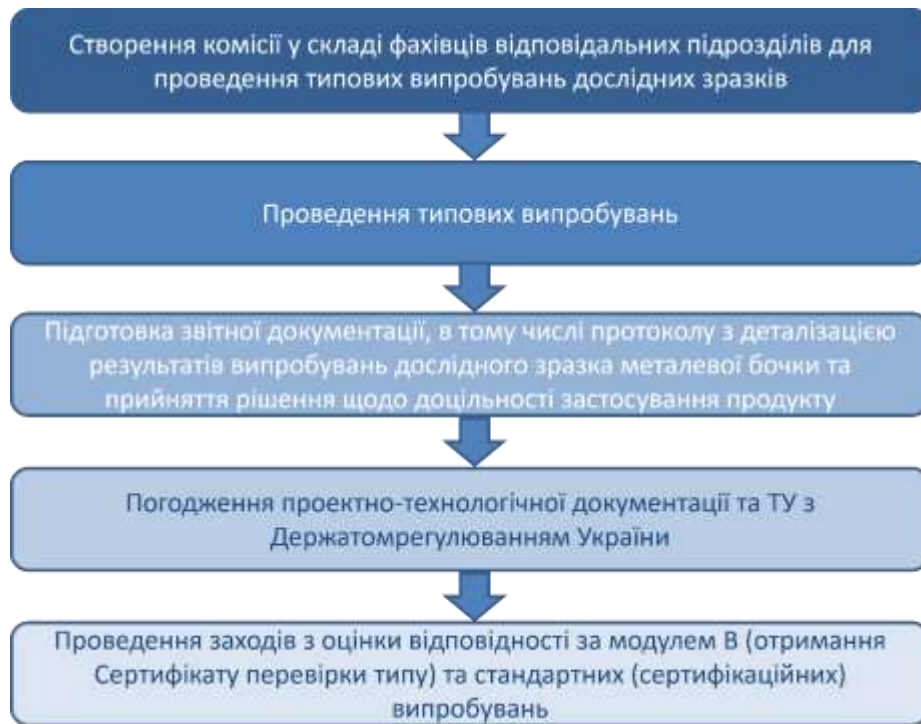 Створення комісії у складі фахівців відповідальних підрозділів для
проведення типових випробувань дослідних зразків
Проведення типових випробувань
Підготовка звітної документації, в тому числі протоколу з деталізацією
результатів випробувань дослідного зразка металевої бочки та
прийняття рішення щодо доцільності застосування продукту
Погодження проектно-технологічної документації та ТУ з
Держатомрегулюванням України
Проведення заходів з оцінки відповідності за модулем В (отримання
Сертифікату перевірки типу) та стандартних (сертифікаційних)
випробувань